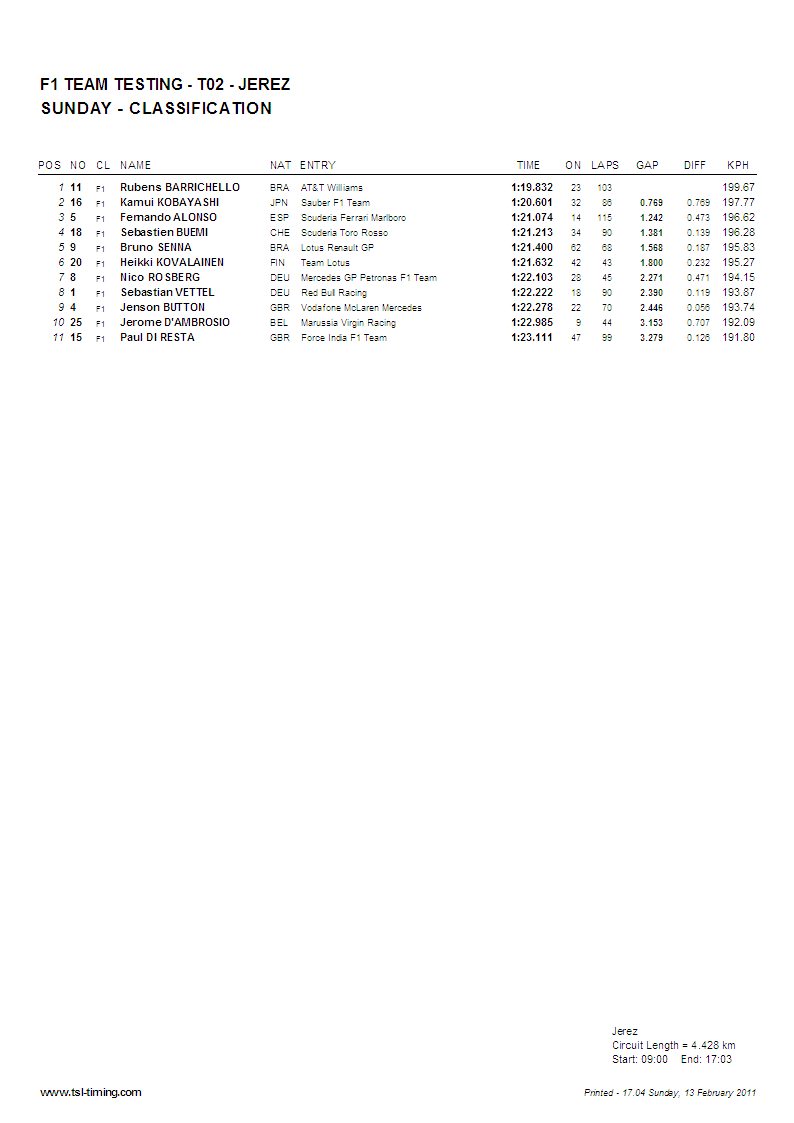 F1 TEAM TESTING - T02 - JEREZ
SUNDAY - CLASSIFICATION
POS NO CL NAME NAT ENTRY TIME ON LAPS GAP DIFF KPH
1 11 F1 Rubens BARRICHELLO BRA AT&T Williams 1:19.832 23 103 199.67
2 16 F1 Kamui KOBAYASHI JPN Sauber F1 Team 1:20.601 32 86 0.769 0.769 197.77
3 5 F1 Fernando ALONSO ESP Scuderia Ferrari Marlboro 1:21.074 14 115 1.242 0.473 196.62
4 18 F1 Sebastien BUEMI CHE Scuderia Toro Rosso 1:21.213 34 90 1.381 0.139 196.28
5 9 F1 Bruno SENNA BRA Lotus Renault GP 1:21.400 62 68 1.568 0.187 195.83
6 20 F1 Heikki KOVALAINEN FIN Team Lotus 1:21.632 42 43 1.800 0.232 195.27
7 8 F1 Nico ROSBERG DEU Mercedes GP Petronas F1 Team 1:22.103 28 45 2.271 0.471 194.15
8 1 F1 Sebastian VETTEL DEU Red Bull Racing 1:22.222 18 90 2.390 0.119 193.87
9 4 F1 Jenson BUTTON GBR Vodafone McLaren Mercedes 1:22.278 22 70 2.446 0.056 193.74
10 25 F1 Jerome D'AMBROSIO BEL Marussia Virgin Racing 1:22.985 9 44 3.153 0.707 192.09
11 15 F1 Paul DI RESTA GBR Force India F1 Team 1:23.111 47 99 3.279 0.126 191.80
Jerez
Circuit Length = 4.428 km
Start: 09:00 End: 17:03
www.tsl-timing.com Printed - 17.04 Sunday, 13 February 2011